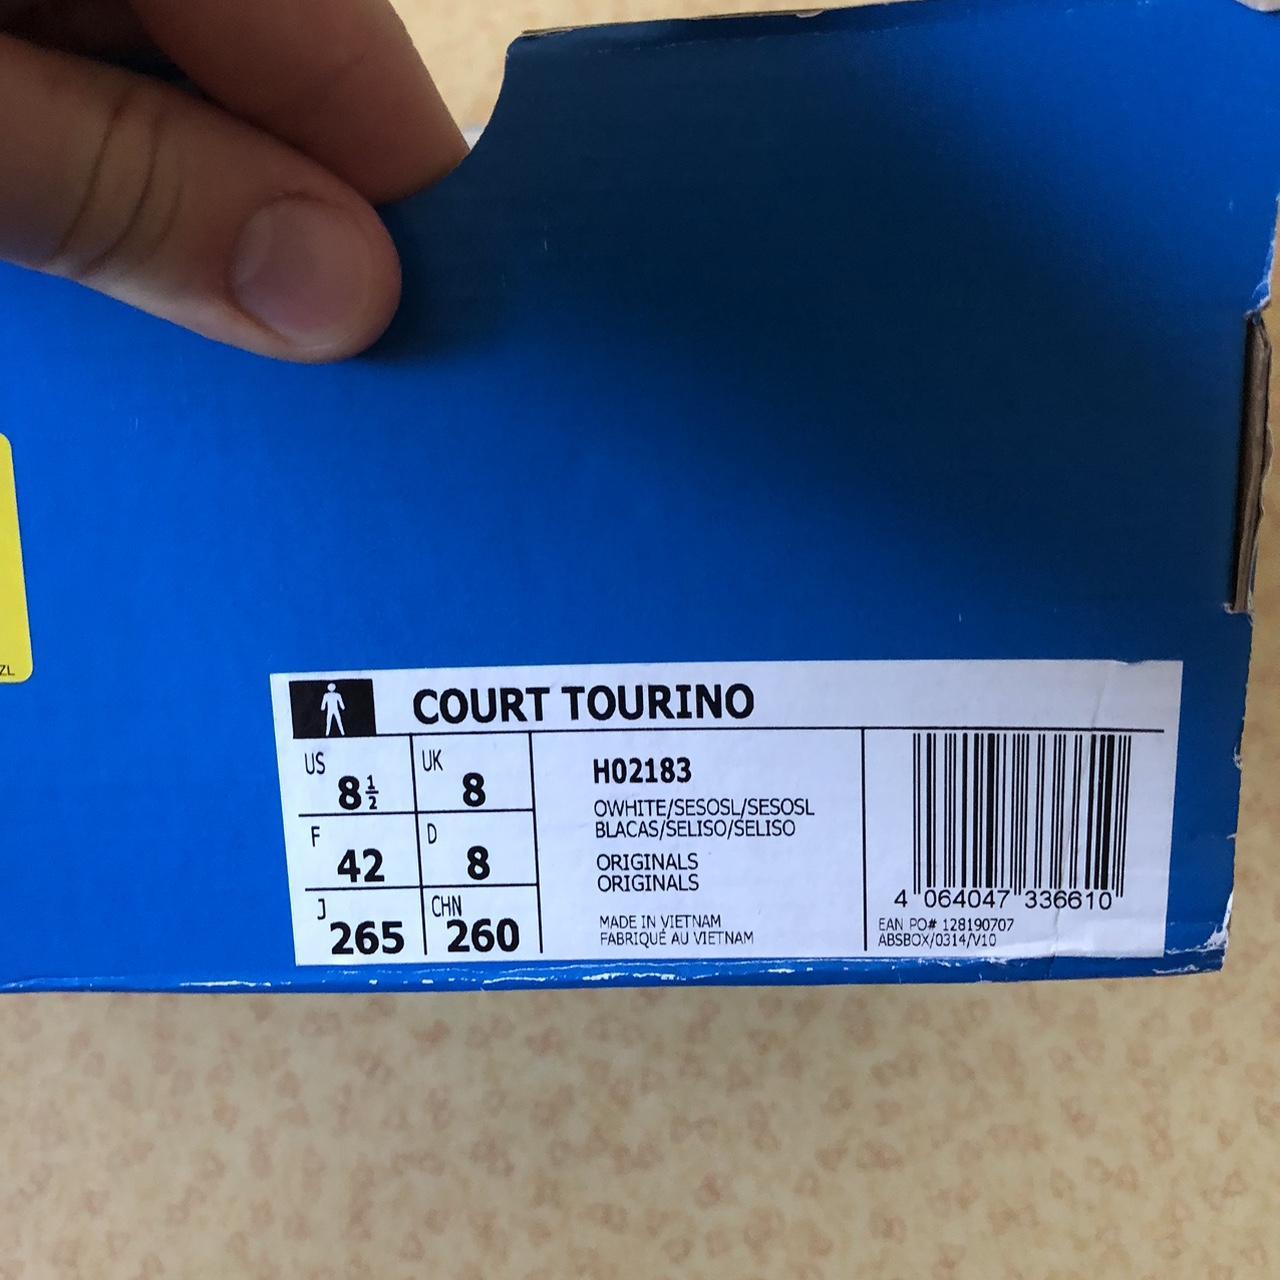 ZL
COURT TOURINO
US 8½
UK 8
F 42
D 8
J 265
CHN 260
H02183
OWHITE/SESOSL/SESOSL
BLACAS/SELISO/SELISO
ORIGINALS
ORIGINALS
MADE IN VIETNAM
FABRIQUÉ AU VIETNAM
4 064047 336610
EAN PO# 128190707
ABSBOX/0314/V10